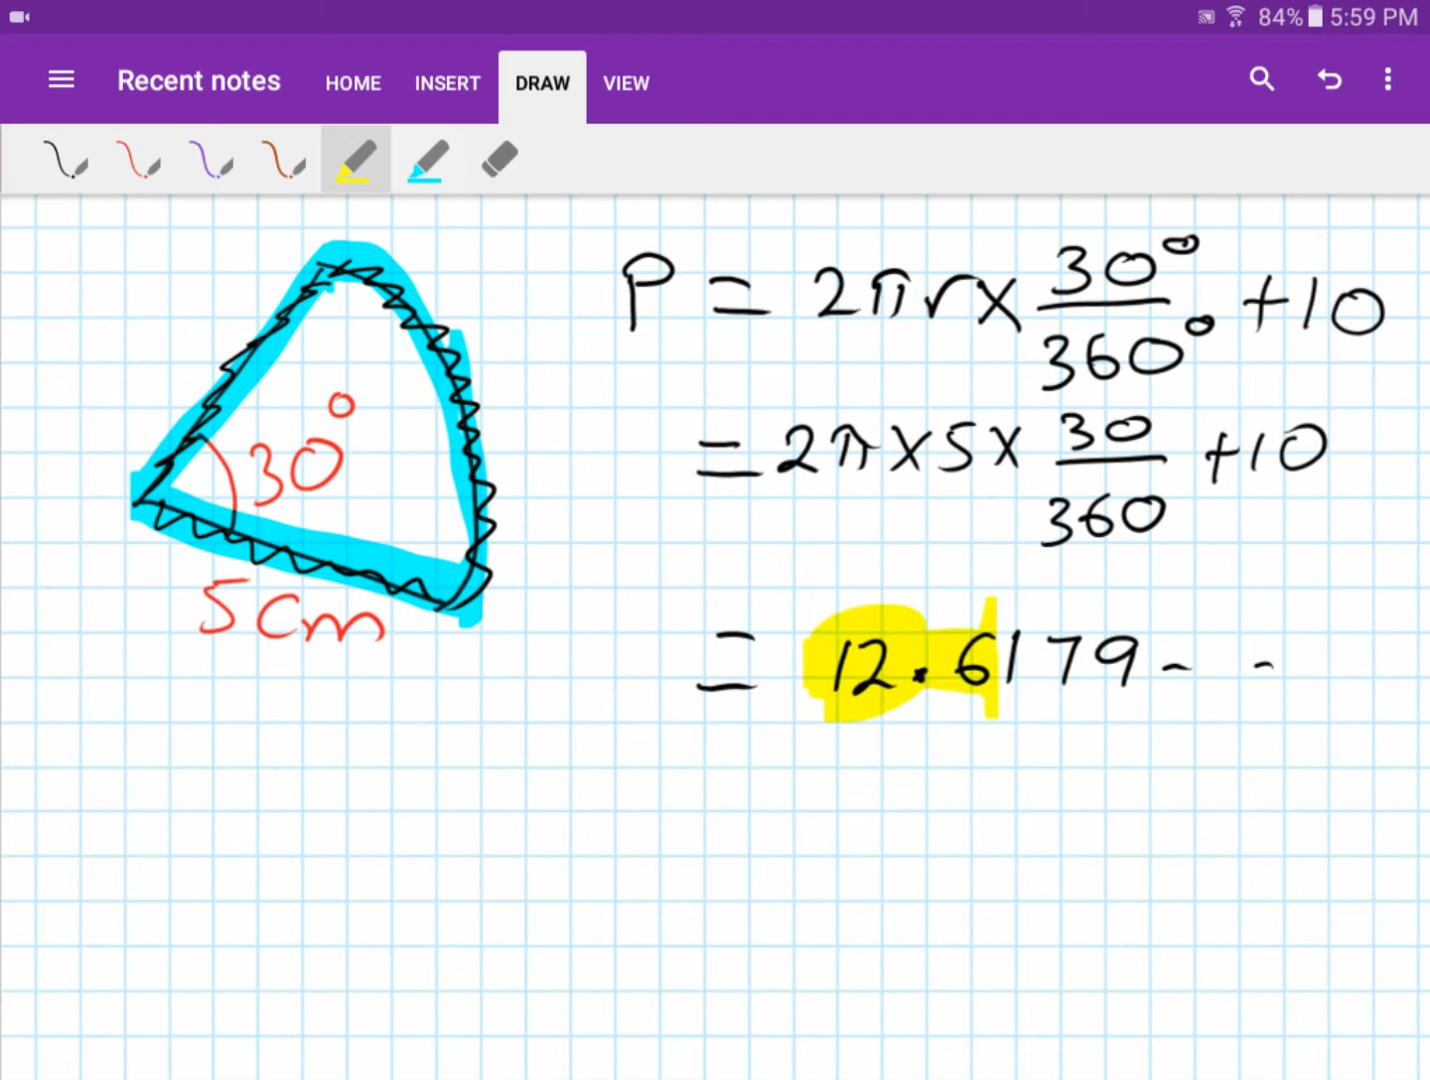 84% 5:59 PM
Recent notes HOME INSERT DRAW VIEW
30°
5cm
P = 2πr × 30°/360° + 10
= 2π × 5 × 30/360 + 10
= 12.6179 - -